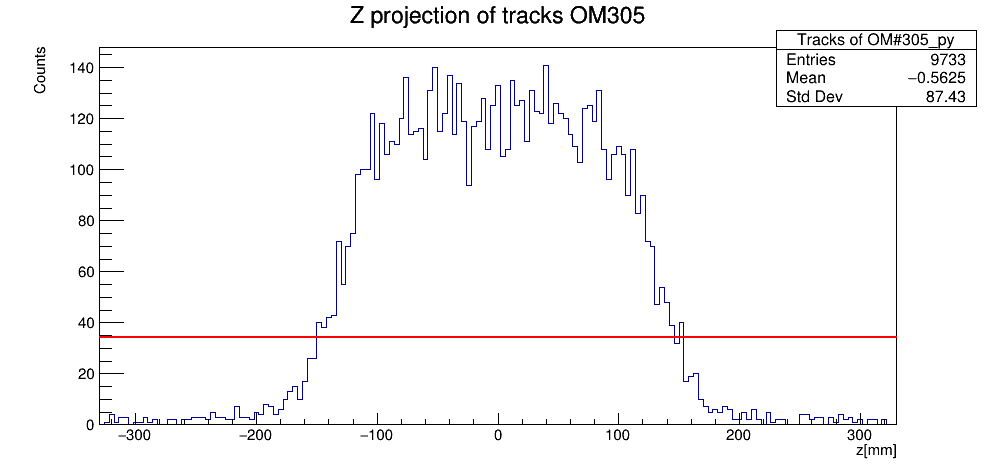 Z projection of tracks OM305
Tracks of OM#305_py
Entries 9733
Mean −0.5625
Std Dev 87.43
Counts
140
120
100
80
60
40
20
0
−300 −200 −100 0 100 200 300
z[mm]